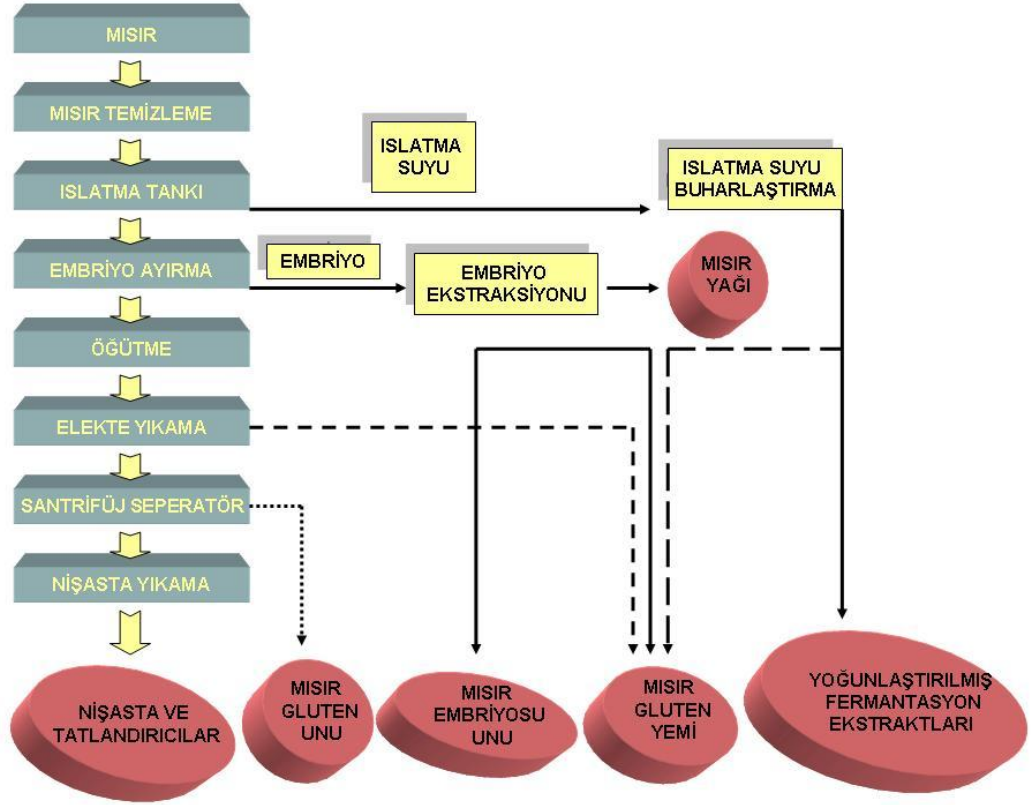 MISIR
MISIR TEMİZLEME
ISLATMA TANKI
EMBRİYO AYIRMA
ÖĞÜTME
ELEKTE YIKAMA
SANTRİFÜJ SEPERATÖR
NİŞASTA YIKAMA
ISLATMA
SUYU
ISLATMA SUYU
BUHARLAŞTIRMA
EMBRİYO
EMBRİYO
EKSTRAKSİYONU
MISIR
YAĞI
NİŞASTA VE
TATLANDIRICILAR
MISIR
GLUTEN
UNU
MISIR
EMBRİYOSU
UNU
MISIR
GLUTEN
YEMİ
YOĞUNLAŞTIRILMIŞ
FERMANTASYON
EKSTRAKTLARI